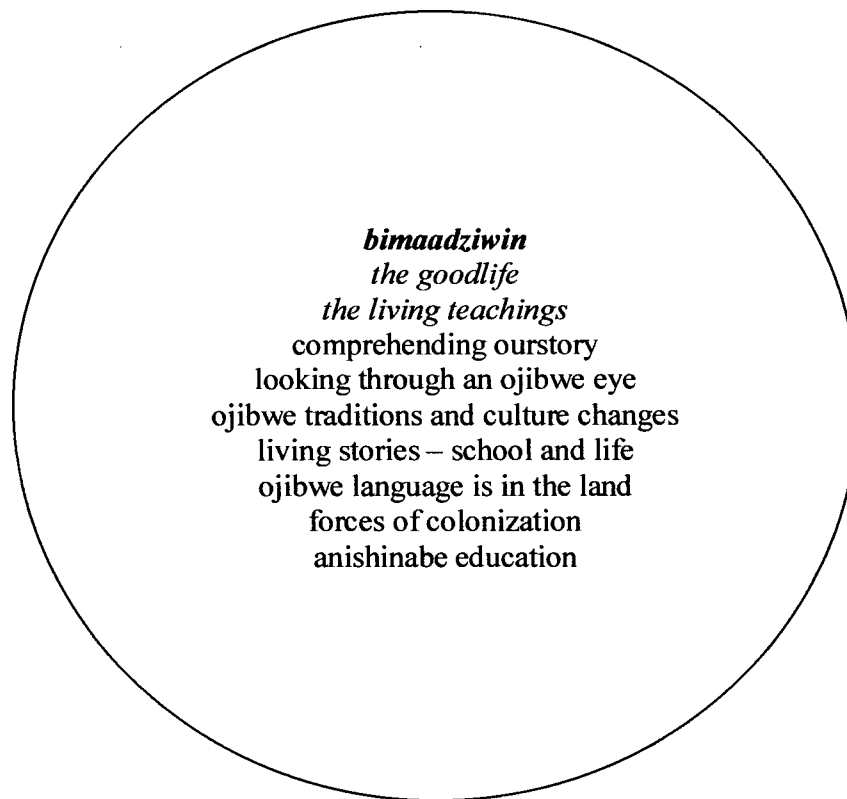 bimaadziwin
the goodlife
the living teachings
comprehending ourstory
looking through an ojibwe eye
ojibwe traditions and culture changes
living stories – school and life
ojibwe language is in the land
forces of colonization
anishinabe education